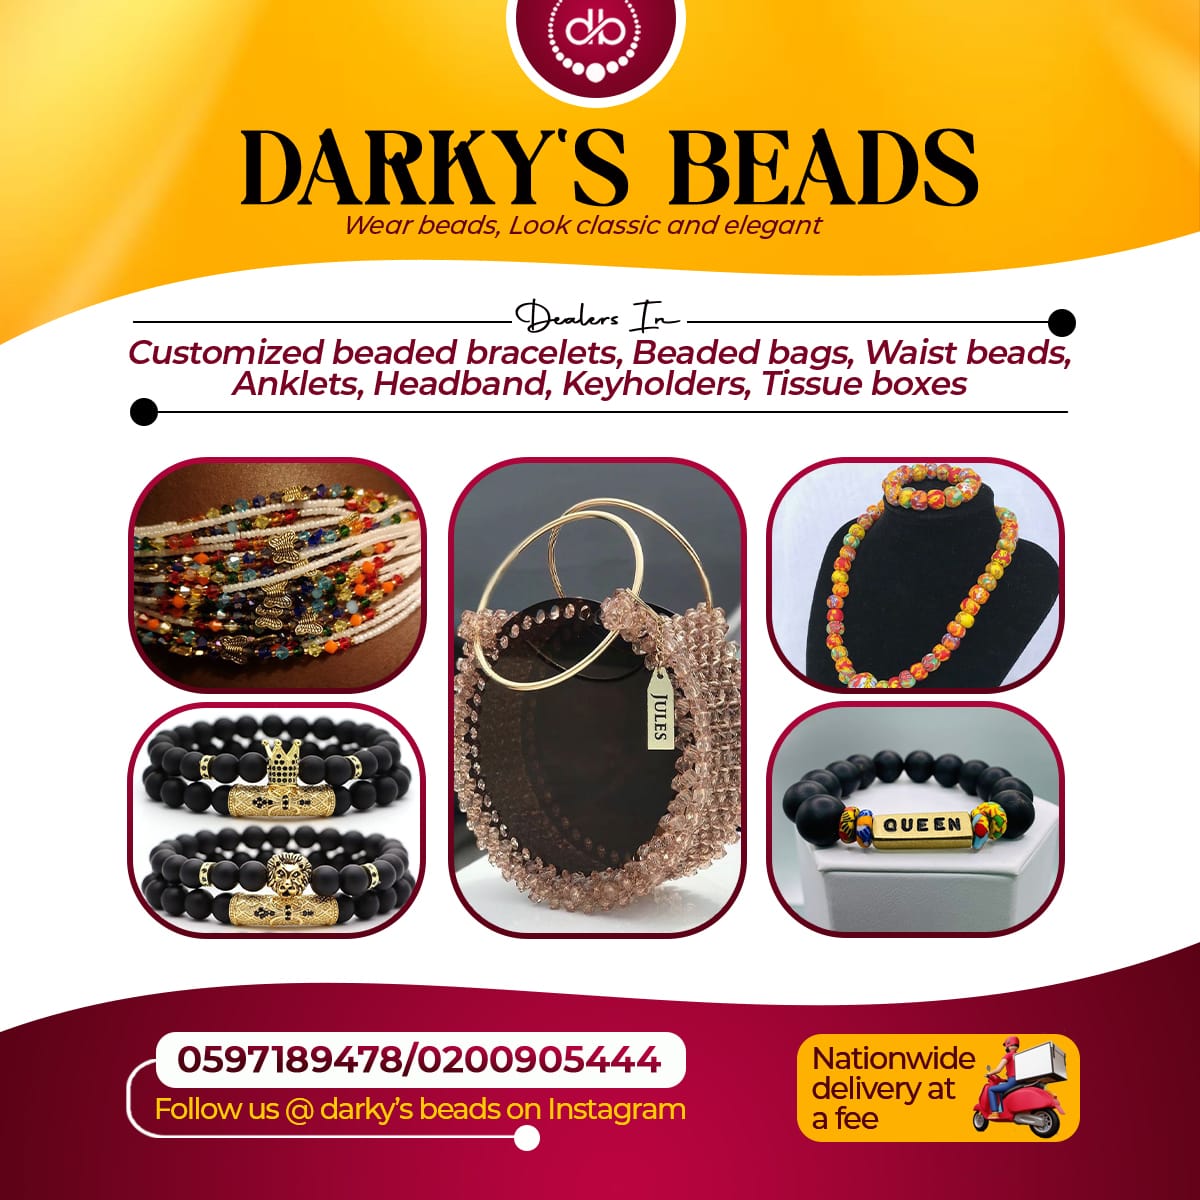 db
DARKY'S BEADS
Wear beads, Look classic and elegant
Dealers In
Customized beaded bracelets, Beaded bags, Waist beads,
Anklets, Headband, Keyholders, Tissue boxes
JULES
QUEEN
0597189478/0200905444
Follow us @ darky's beads on Instagram
Nationwide
delivery at
a fee